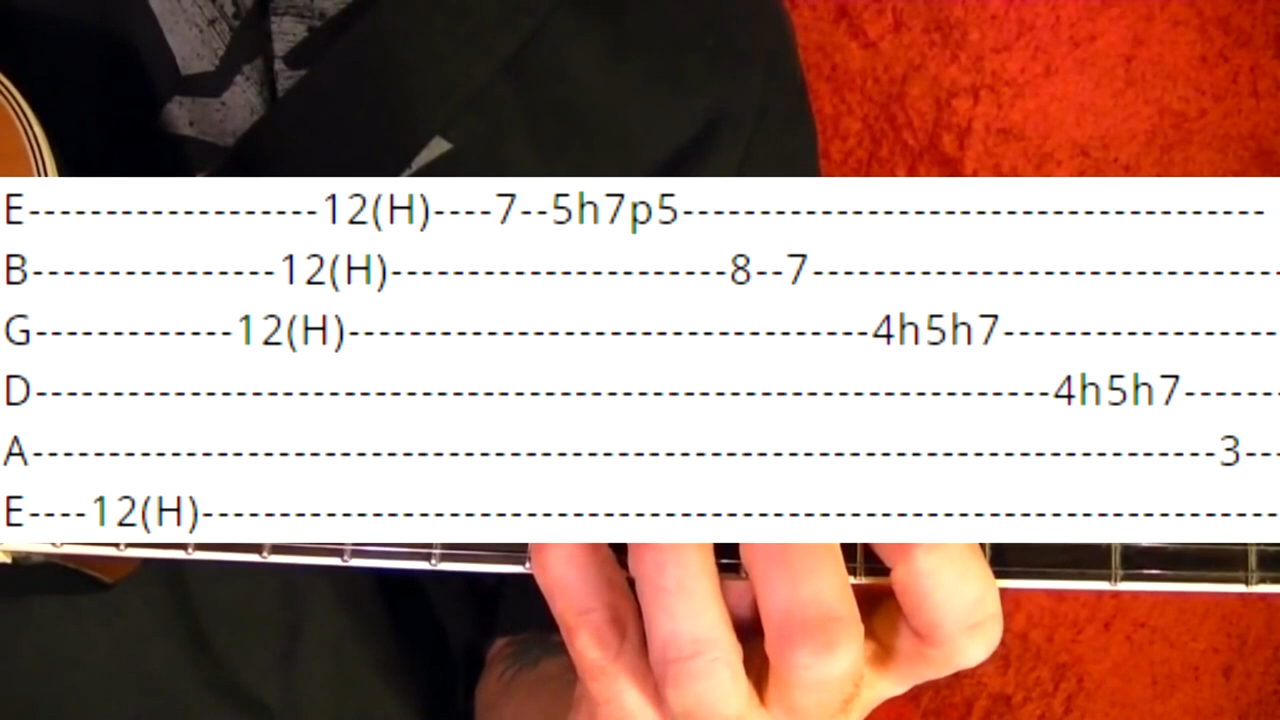 E-------------------12(H)----7--5h7p5--------------------------------------
B----------------12(H)----------------------8--7-------------------------------
G-------------12(H)----------------------------------4h5h7------------------
D-------------------------------------------------------------------4h5h7-------
A------------------------------------------------------------------------------3---
E----12(H)-----------------------------------------------------------------------